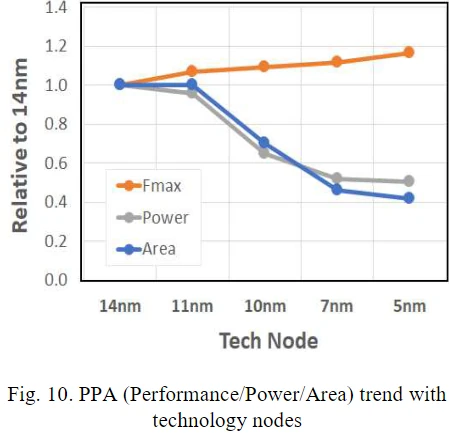 1.4
1.2
1.0
0.8
0.6
0.4
0.2
0.0
Relative to 14nm
Fmax
Power
Area
14nm 11nm 10nm 7nm 5nm
Tech Node
Fig. 10. PPA (Performance/Power/Area) trend with
technology nodes